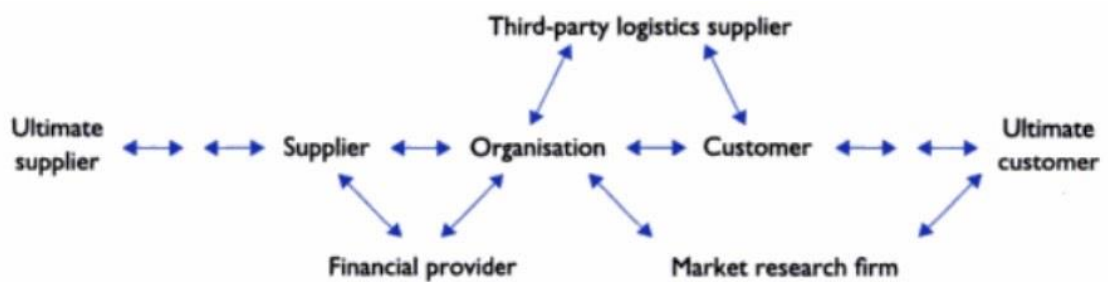 Third-party logistics supplier
Ultimate
supplier
Supplier
Organisation
Customer
Ultimate
customer
Financial provider
Market research firm